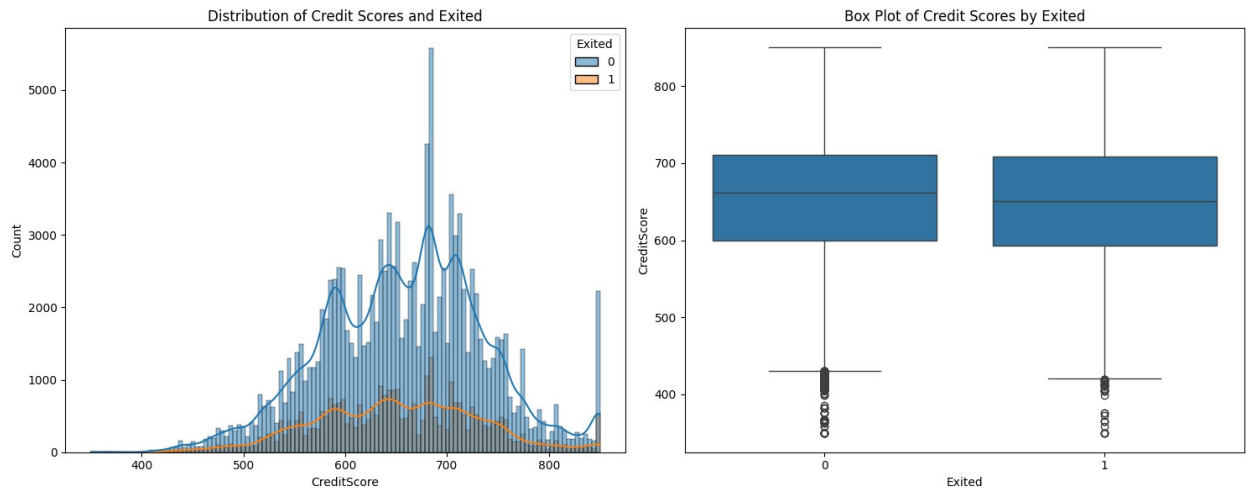 Distribution of Credit Scores and Exited
Exited
0
1
5000
4000
3000
2000
1000
0
Count
400
500
600
700
800
CreditScore
Box Plot of Credit Scores by Exited
800
700
600
500
400
CreditScore
0
1
Exited